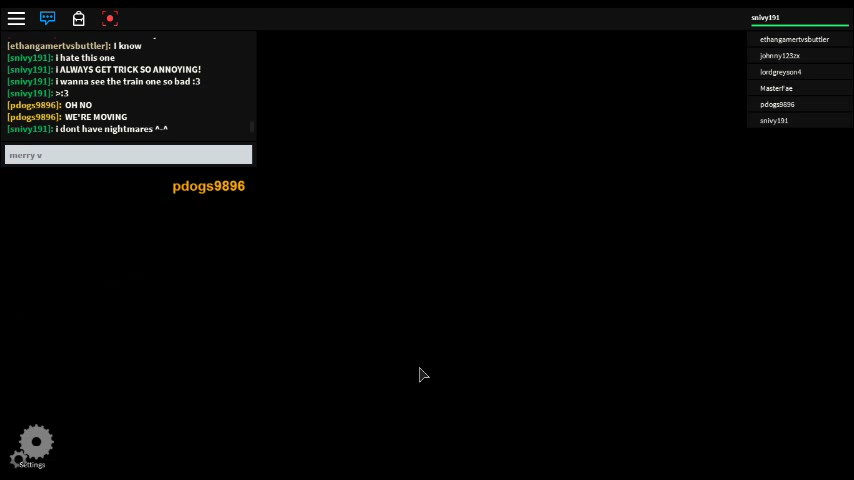 snivy191
[ethangamertvsbuttler]: I know
[snivy191]: i hate this one
[snivy191]: i ALWAYS GET TRICK SO ANNOYING!
[snivy191]: i wanna see the train one so bad :3
[snivy191]: >:3
[pdogs9896]: OH NO
[pdogs9896]: WE'RE MOVING
[snivy191]: i dont have nightmares ^-^
merry v
ethangamertvsbuttler
johnny123zx
lordgreyson4
MasterFae
pdogs9896
snivy191
pdogs9896
Settings